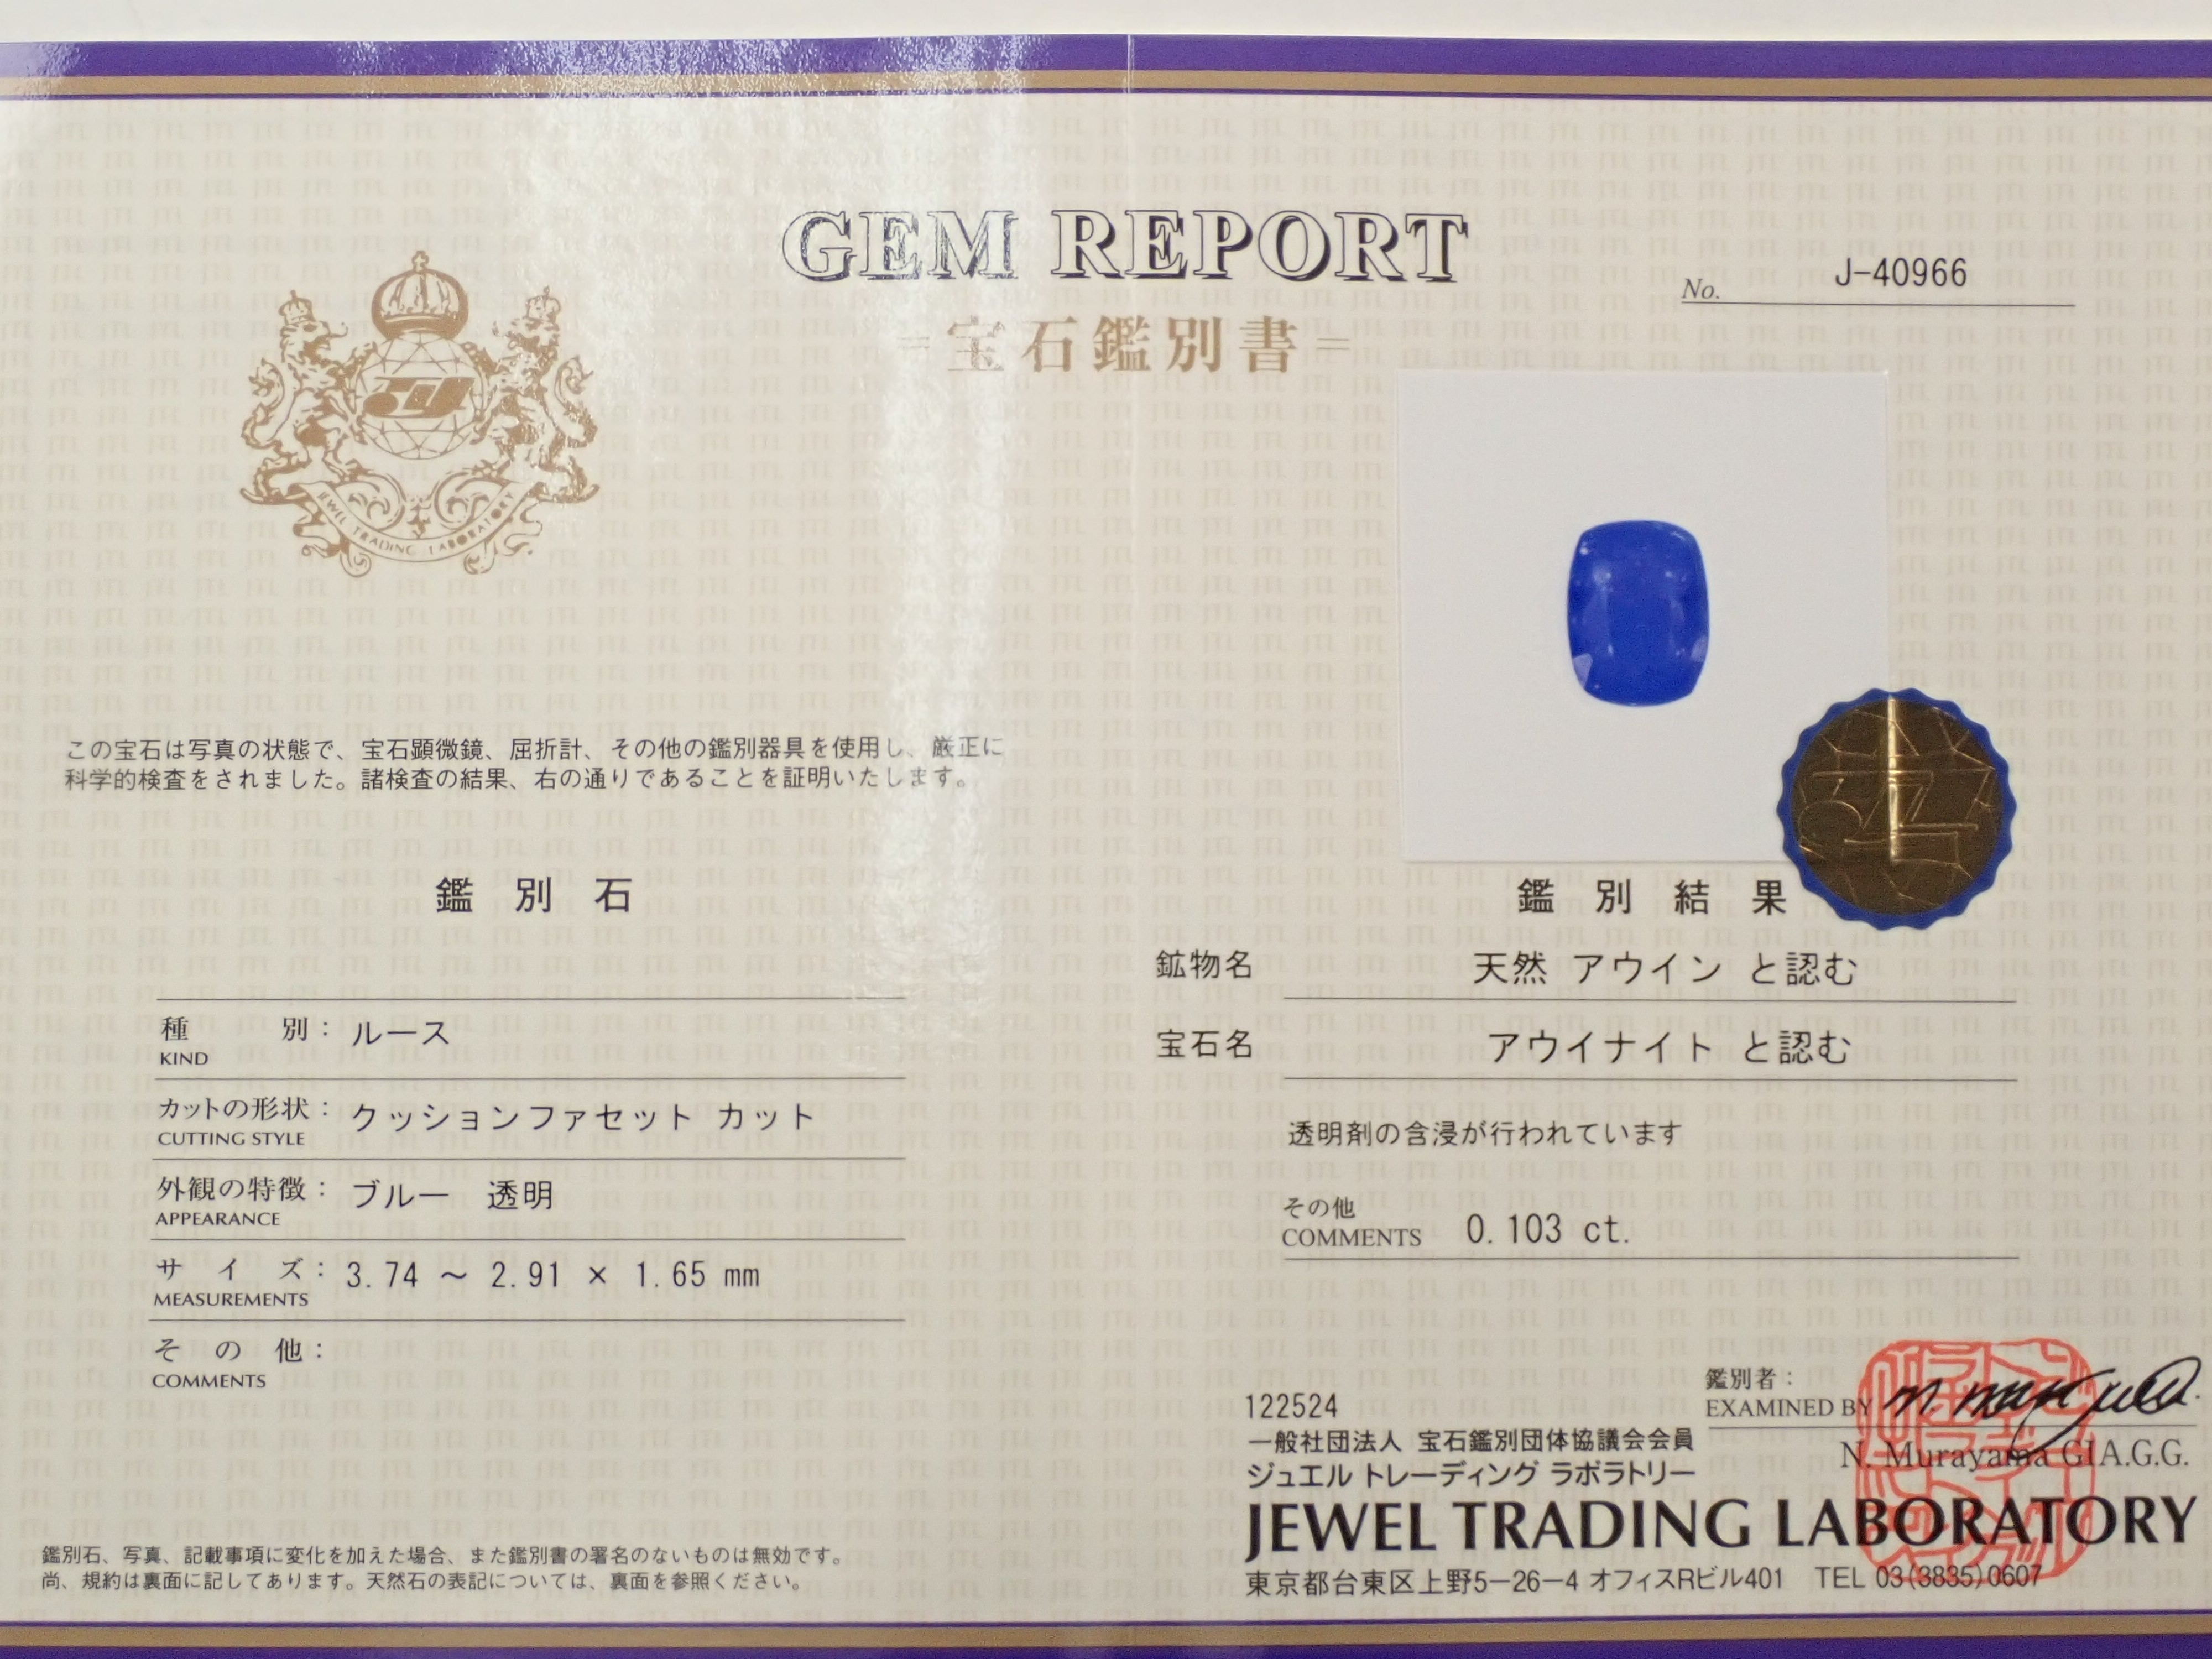 GEM REPORT
=宝石鑑別書=
No. J-40966
JEWEL TRADING LABORATORY
この宝石は写真の状態で、宝石顕微鏡、屈折計、その他の鑑別器具を使用し、厳正に
科学的検査をされました。諸検査の結果、右の通りであることを証明いたします。
鑑別石
種別: ルース
KIND
カットの形状: クッションファセット カット
CUTTING STYLE
外観の特徴: ブルー 透明
APPEARANCE
サイズ: 3.74 ～ 2.91 × 1.65 mm
MEASUREMENTS
その他:
COMMENTS
鑑別石、写真、記載事項に変化を加えた場合、また鑑別書の署名のないものは無効です。
尚、規約は裏面に記してあります。天然石の表記については、裏面を参照ください。
鑑別結果
鉱物名 天然 アウイン と認む
宝石名 アウイナイト と認む
透明剤の含浸が行われています
その他
COMMENTS 0.103 ct.
鑑別者:
EXAMINED BY
N. Murayama GIA.G.G.
122524
一般社団法人 宝石鑑別団体協議会会員
ジュエル トレーディング ラボラトリー
JEWEL TRADING LABORATORY
東京都台東区上野5−26−4 オフィスRビル401 TEL 03(3835)0607